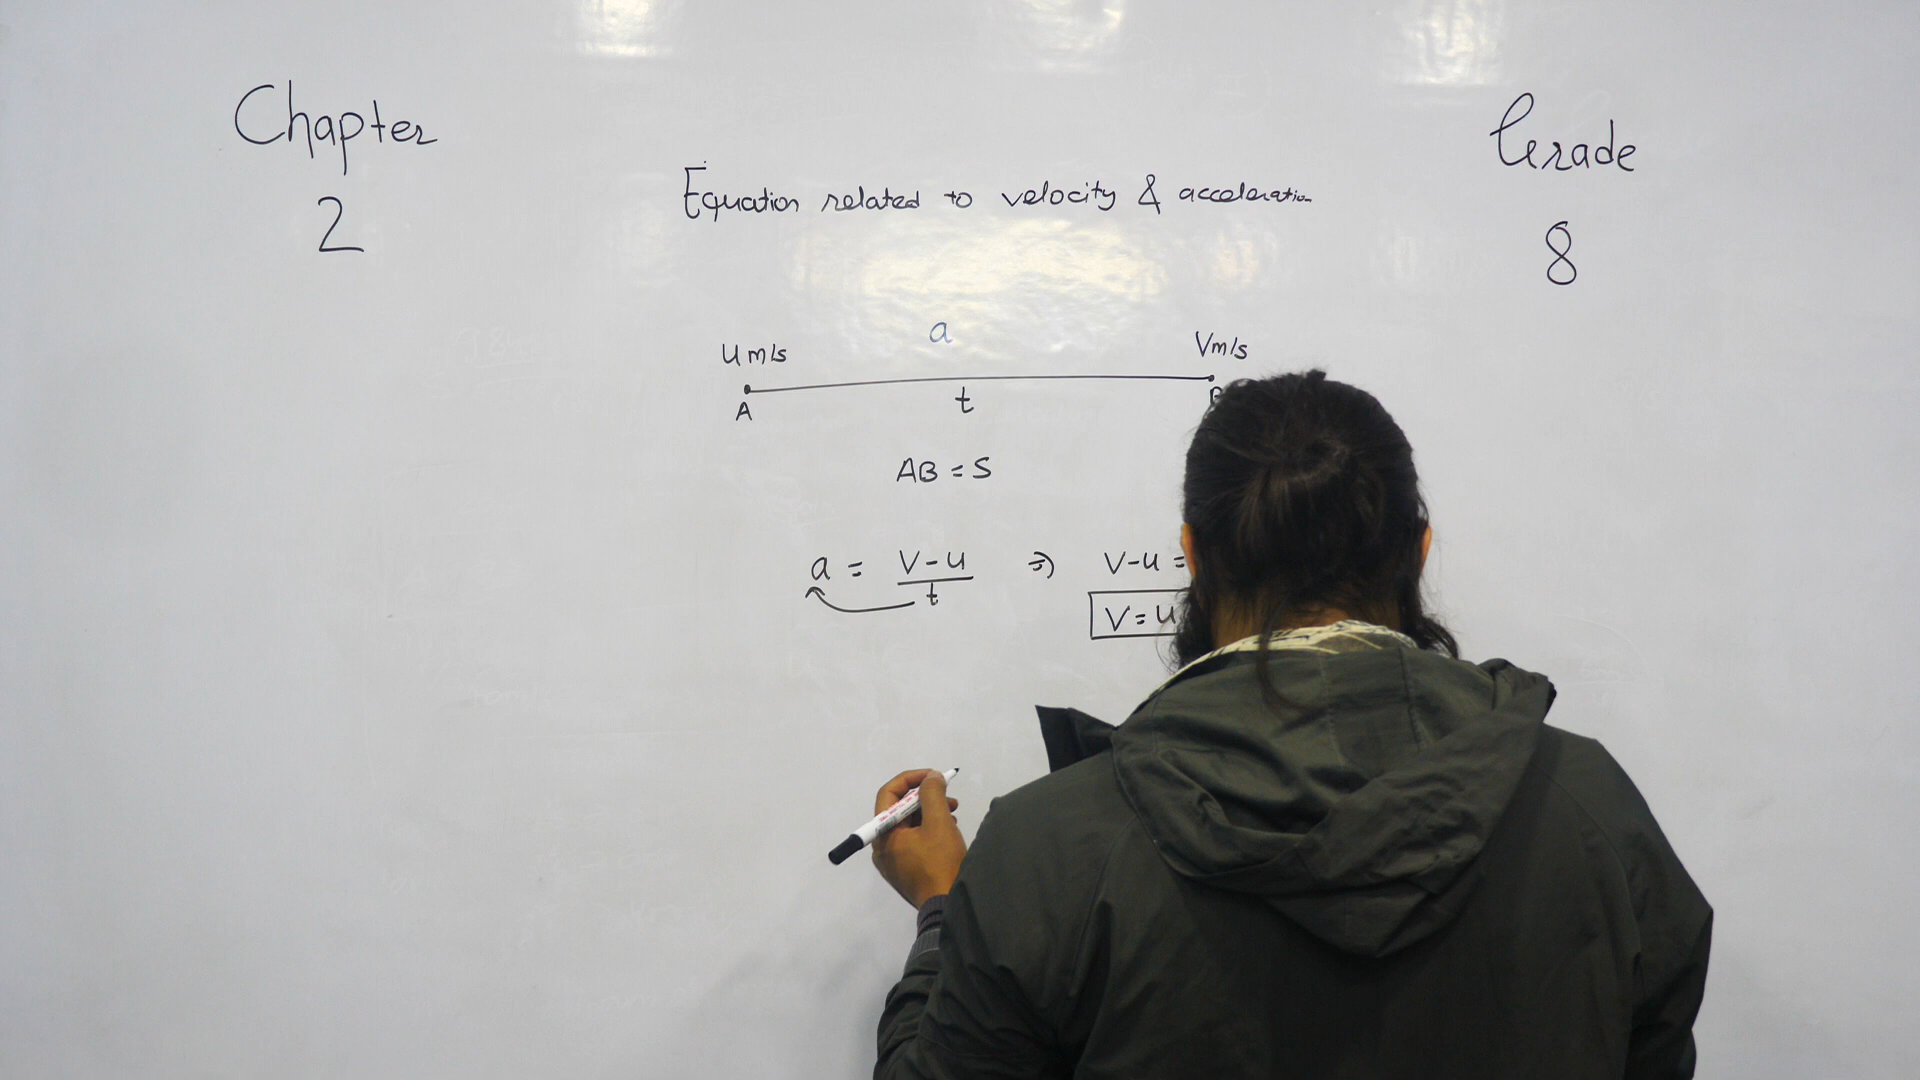 Chapter
2
Grade
8
Equation related to velocity & acceleration
a
U m/s
V m/s
A
t
AB = S
a = V - U / t ⇒ V - U =
V = U